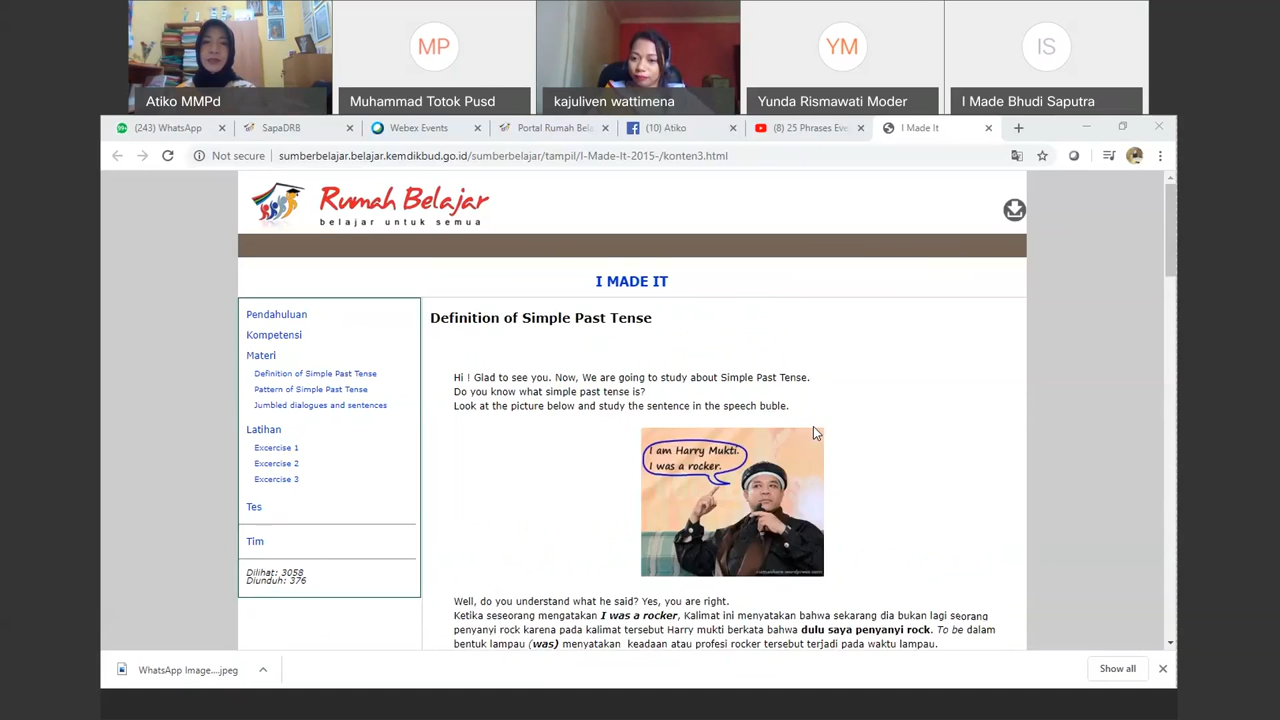 MP
YM
IS
Atiko MMPd
Muhammad Totok Pusd
kajuliven wattimena
Yunda Rismawati Moder
I Made Bhudi Saputra
(243) WhatsApp
SapaDRB
Webex Events
Portal Rumah Bela
(10) Atiko
(8) 25 Phrases Eve
I Made It
Not secure
sumberbelajar.belajar.kemdikbud.go.id/sumberbelajar/tampil/I-Made-It-2015-/konten3.html
Rumah Belajar
belajar untuk semua
I MADE IT
Pendahuluan
Kompetensi
Materi
Definition of Simple Past Tense
Pattern of Simple Past Tense
Jumbled dialogues and sentences
Latihan
Excercise 1
Excercise 2
Excercise 3
Tes
Tim
Dilihat: 3058
Diunduh: 376
Definition of Simple Past Tense
Hi ! Glad to see you. Now, We are going to study about Simple Past Tense.
Do you know what simple past tense is?
Look at the picture below and study the sentence in the speech buble.
I am Harry Mukti.
I was a rocker.
Well, do you understand what he said? Yes, you are right.
Ketika seseorang mengatakan I was a rocker, Kalimat ini menyatakan bahwa sekarang dia bukan lagi seorang
penyanyi rock karena pada kalimat tersebut Harry mukti berkata bahwa dulu saya penyanyi rock. To be dalam
bentuk lampau (was) menyatakan keadaan atau profesi rocker tersebut terjadi pada waktu lampau.
WhatsApp Image....jpeg
Show all